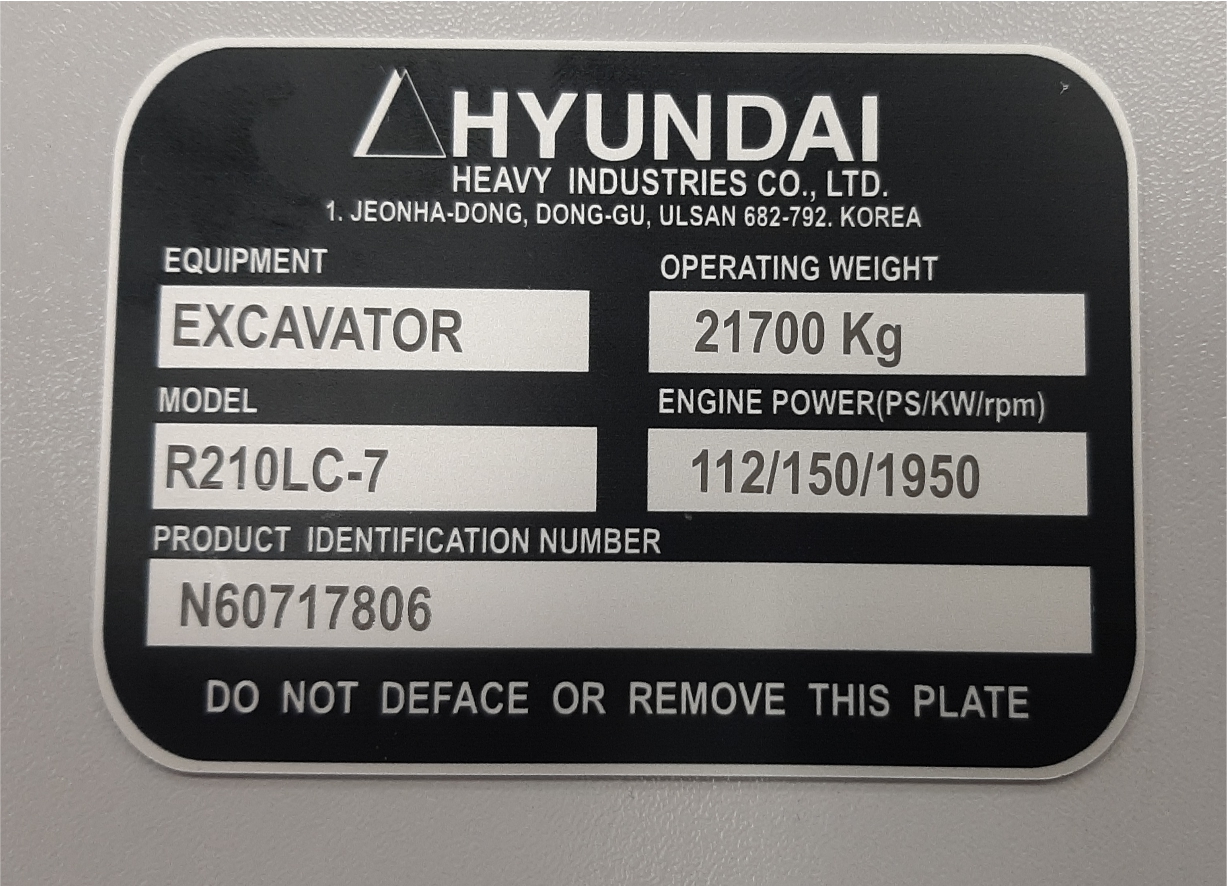 HYUNDAI
HEAVY INDUSTRIES CO., LTD.
1. JEONHA-DONG, DONG-GU, ULSAN 682-792. KOREA
EQUIPMENT
EXCAVATOR
OPERATING WEIGHT
21700 Kg
MODEL
R210LC-7
ENGINE POWER(PS/KW/rpm)
112/150/1950
PRODUCT IDENTIFICATION NUMBER
N60717806
DO NOT DEFACE OR REMOVE THIS PLATE